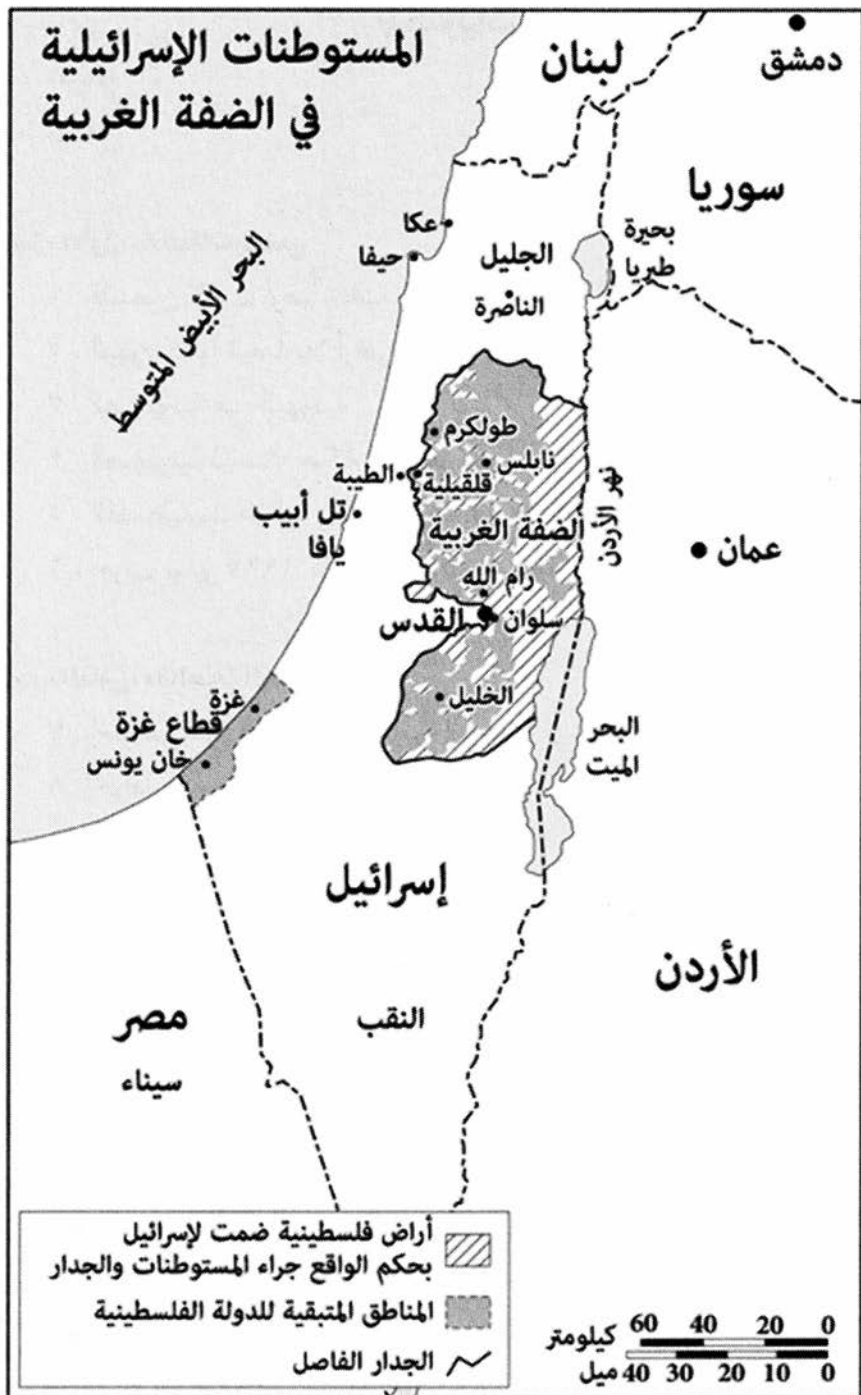 المستوطنات الإسرائيلية
في الضفة الغربية
لبنان
دمشق
سوريا
عكا
حيفا
الجليل
الناصرة
بحيرة
طبريا
البحر الأبيض المتوسط
طولكرم
نابلس
الطيبة
قلقيلية
تل أبيب
يافا
الضفة الغربية
نهر الأردن
عمان
رام الله
القدس
سلوان
الخليل
غزة
قطاع غزة
خان يونس
البحر
الميت
إسرائيل
الأردن
النقب
مصر
سيناء
أراض فلسطينية ضمت لإسرائيل
بحكم الواقع جراء المستوطنات والجدار
المناطق المتبقية للدولة الفلسطينية
الجدار الفاصل
60 40 20 0
كيلومتر
ميل 40 30 20 10 0